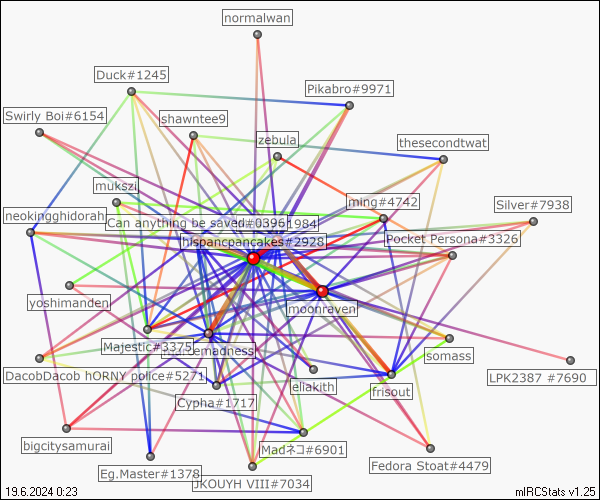 normalwan
Duck#1245
Pikabro#9971
Swirly Boi#6154
shawntee9
zebula
thesecondtwat
mukszi
ming#4742
Silver#7938
neokingghidorah
Can anything be saved#0396
1984
hispancpancakes#2928
Pocket Persona#3326
yoshimanden
moonraven
Majestic#3375
emadness
somass
DacobDacob hORNY police#5271
eliakith
frisout
LPK2387 #7690
Cypha#1717
bigcitysamurai
Madネコ#6901
Eg.Master#1378
Fedora Stoat#4479
JKOUYH VIII#7034
19.6.2024 0:23
mIRCStats v1.25